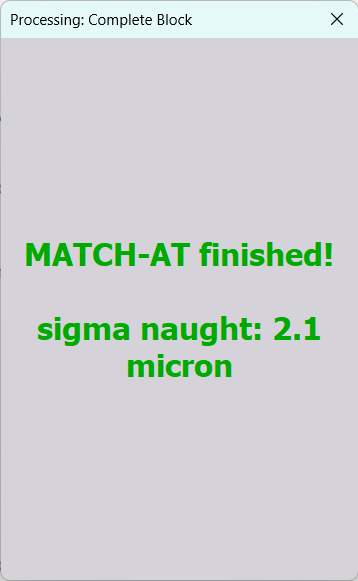 Processing: Complete Block
MATCH-AT finished!
sigma naught: 2.1
micron